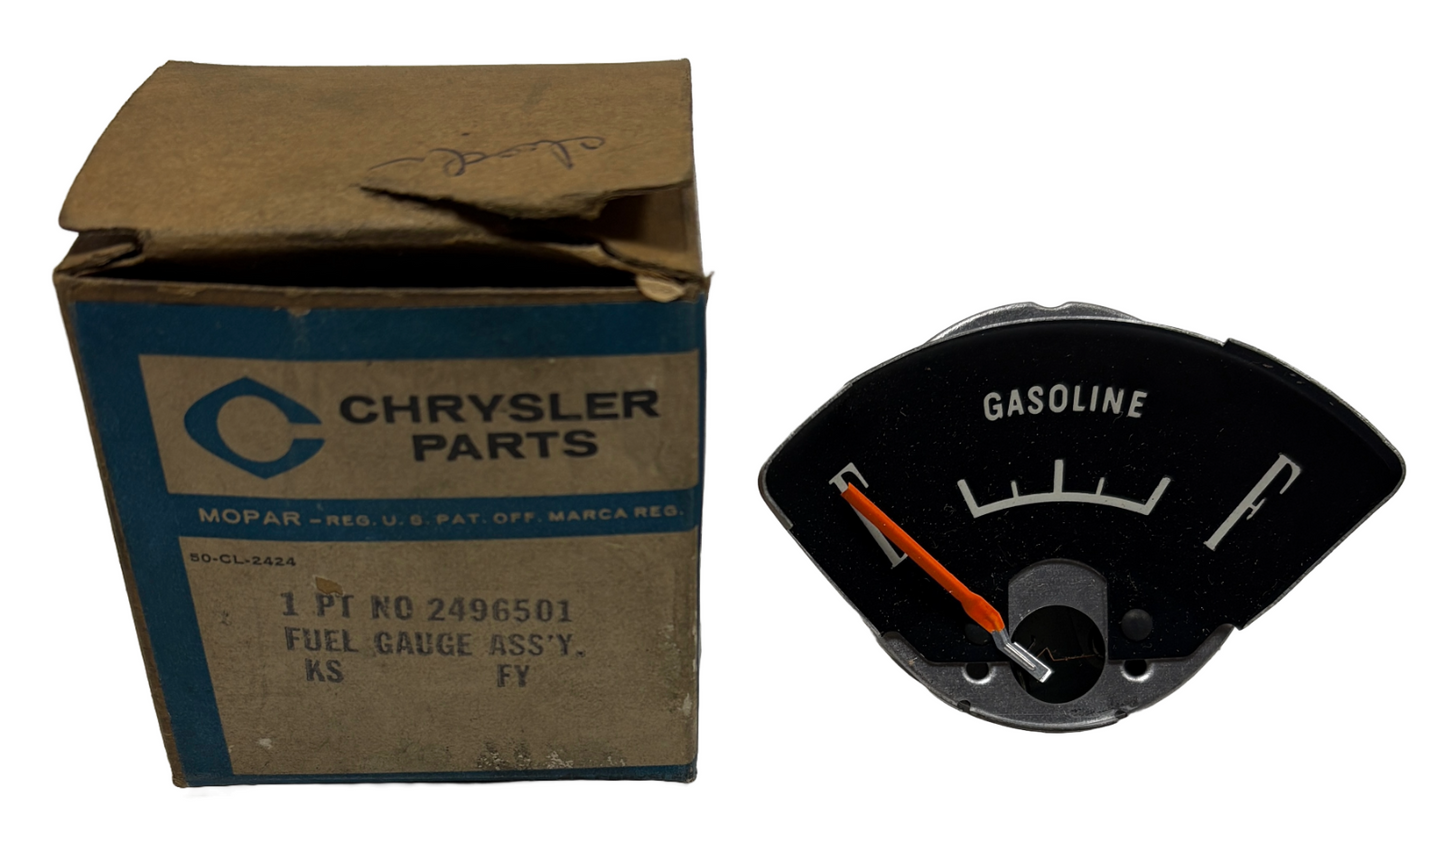 CHRYSLER
PARTS
MOPAR - REG. U. S. PAT. OFF. MARCA REG.
50-CL-2424
1 PT NO 2496501
FUEL GAUGE ASS'Y.
KS FY
GASOLINE
E F